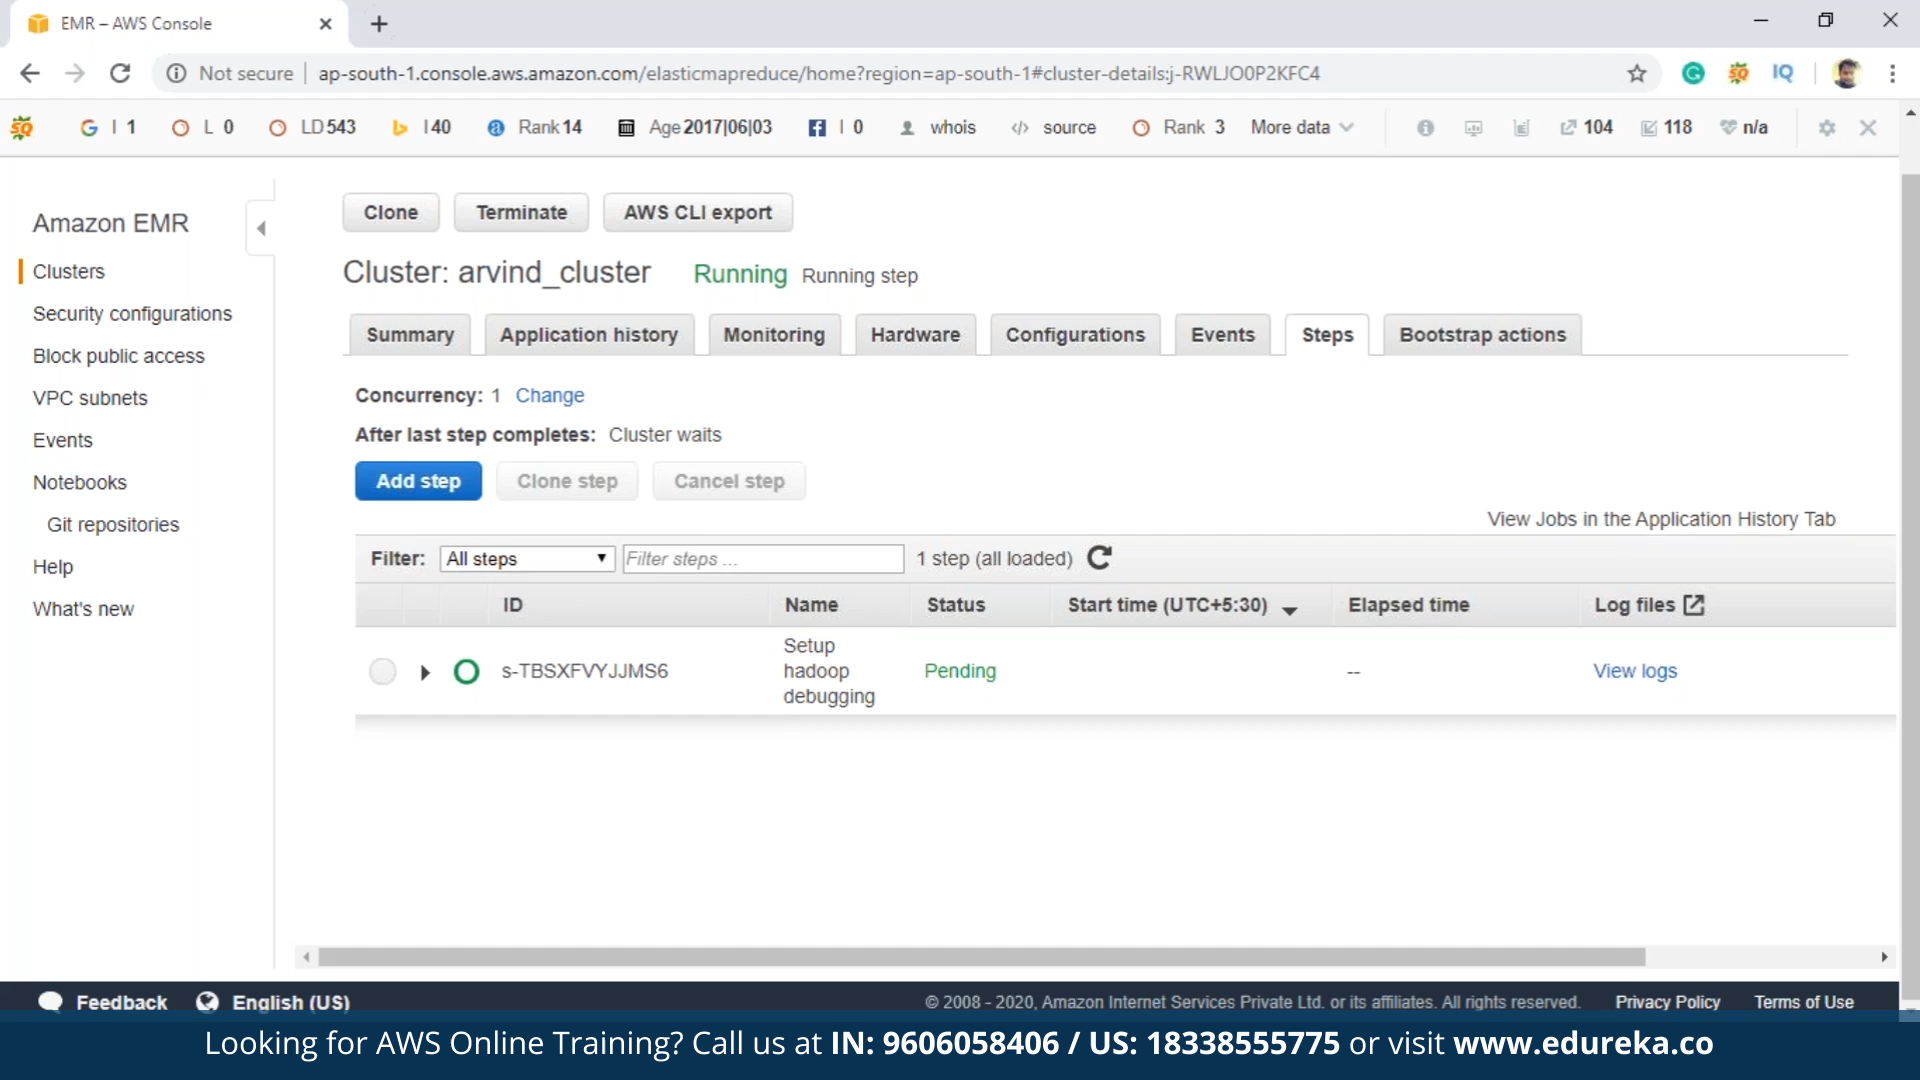 EMR – AWS Console
Not secure | ap-south-1.console.aws.amazon.com/elasticmapreduce/home?region=ap-south-1#cluster-details:j-RWLJO0P2KFC4
IQ
SQ I 1 L 0 LD 543 I 40 Rank 14 Age 2017|06|03 I 0 whois source Rank 3 More data 104 118 n/a
Clone Terminate AWS CLI export
Amazon EMR
Clusters
Security configurations
Block public access
VPC subnets
Events
Notebooks
Git repositories
Help
What's new
Cluster: arvind_cluster Running Running step
Summary Application history Monitoring Hardware Configurations Events Steps Bootstrap actions
Concurrency: 1 Change
After last step completes: Cluster waits
Add step Clone step Cancel step
View Jobs in the Application History Tab
Filter: All steps Filter steps ... 1 step (all loaded)
ID Name Status Start time (UTC+5:30) Elapsed time Log files
s-TBSXFVYJJMS6 Setup hadoop debugging Pending -- View logs
Feedback English (US) © 2008 - 2020, Amazon Internet Services Private Ltd. or its affiliates. All rights reserved. Privacy Policy Terms of Use
Looking for AWS Online Training? Call us at IN: 9606058406 / US: 18338555775 or visit www.edureka.co